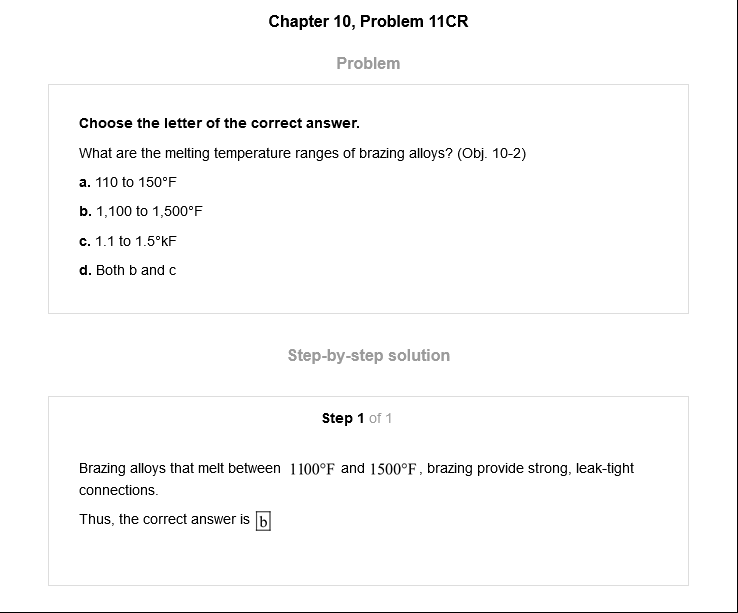 Chapter 10, Problem 11CR
Problem
Choose the letter of the correct answer.
What are the melting temperature ranges of brazing alloys? (Obj. 10-2)
a. 110 to 150°F
b. 1,100 to 1,500°F
c. 1.1 to 1.5°kF
d. Both b and c
Step-by-step solution
Step 1 of 1
Brazing alloys that melt between 1100°F and 1500°F, brazing provide strong, leak-tight
connections.
Thus, the correct answer is b